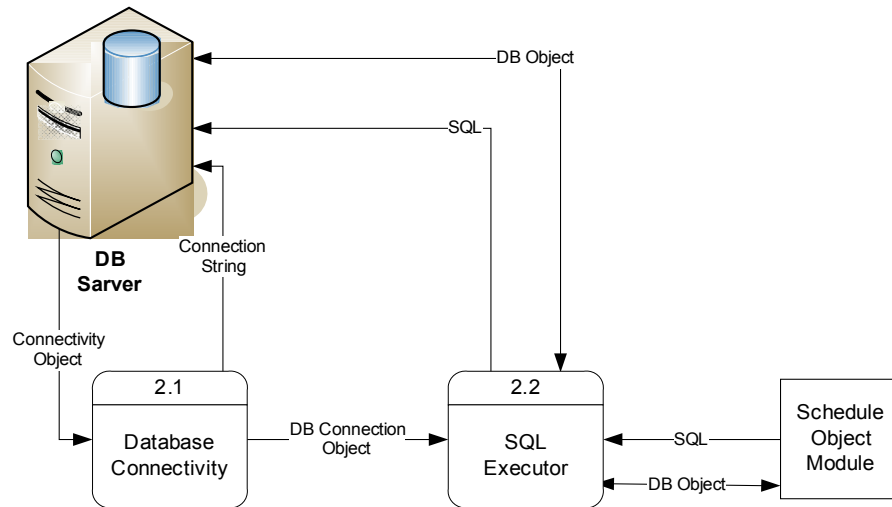 DB Object
SQL
DB
Sarver
Connection
String
Connectivity
Object
2.1
Database
Connectivity
DB Connection
Object
2.2
SQL
Executor
SQL
DB Object
Schedule
Object
Module